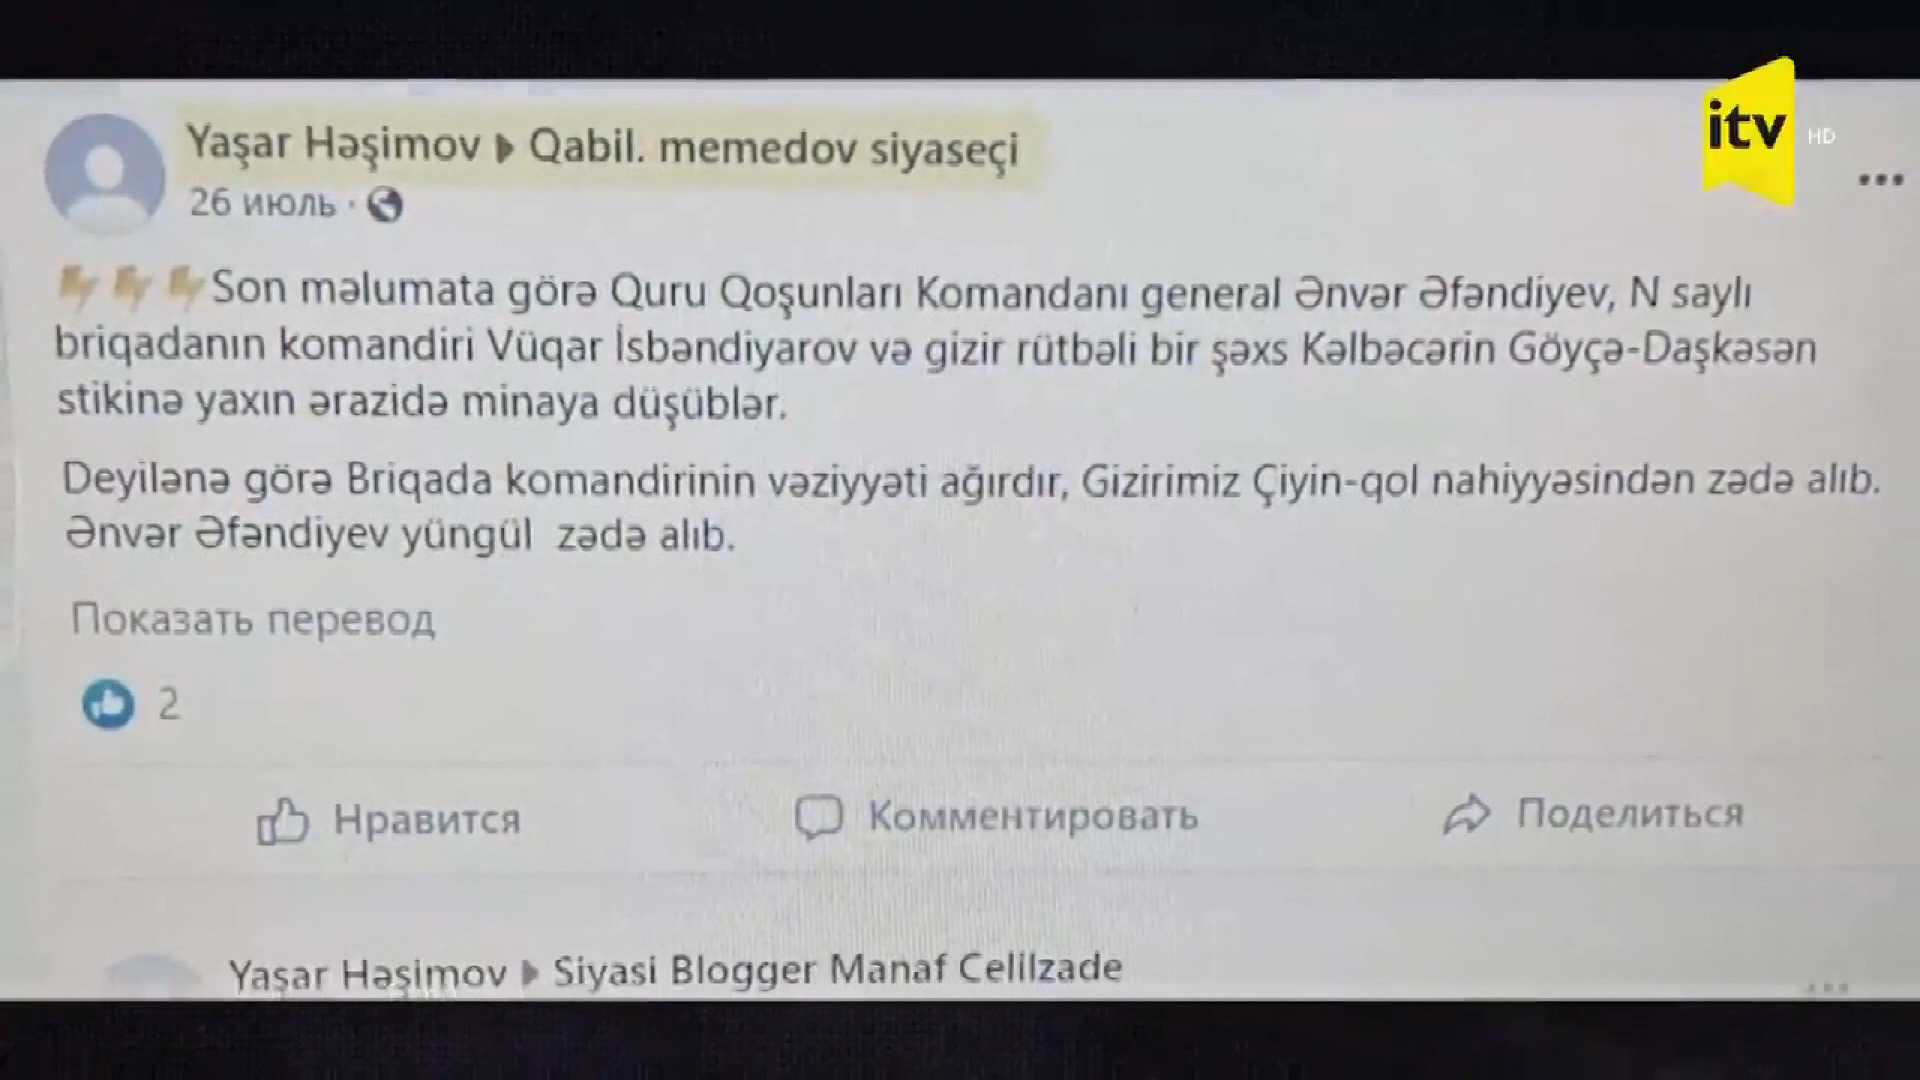 itv HD
Yaşar Həşimov ▸ Qabil. memedov siyaseçi
26 июль ·
Son məlumata görə Quru Qoşunları Komandanı general Ənvər Əfəndiyev, N saylı
briqadanın komandiri Vüqar İsbəndiyarov və gizir rütbəli bir şəxs Kəlbəcərin Göyçə-Daşkəsən
stikinə yaxın ərazidə minaya düşüblər.
Deyilənə görə Briqada komandirinin vəziyyəti ağırdır, Gizirimiz Çiyin-qol nahiyyəsindən zədə alıb.
Ənvər Əfəndiyev yüngül zədə alıb.
Показать перевод
2
Нравится Комментировать Поделиться
Yaşar Həşimov ▸ Siyasi Blogger Manaf Celilzade